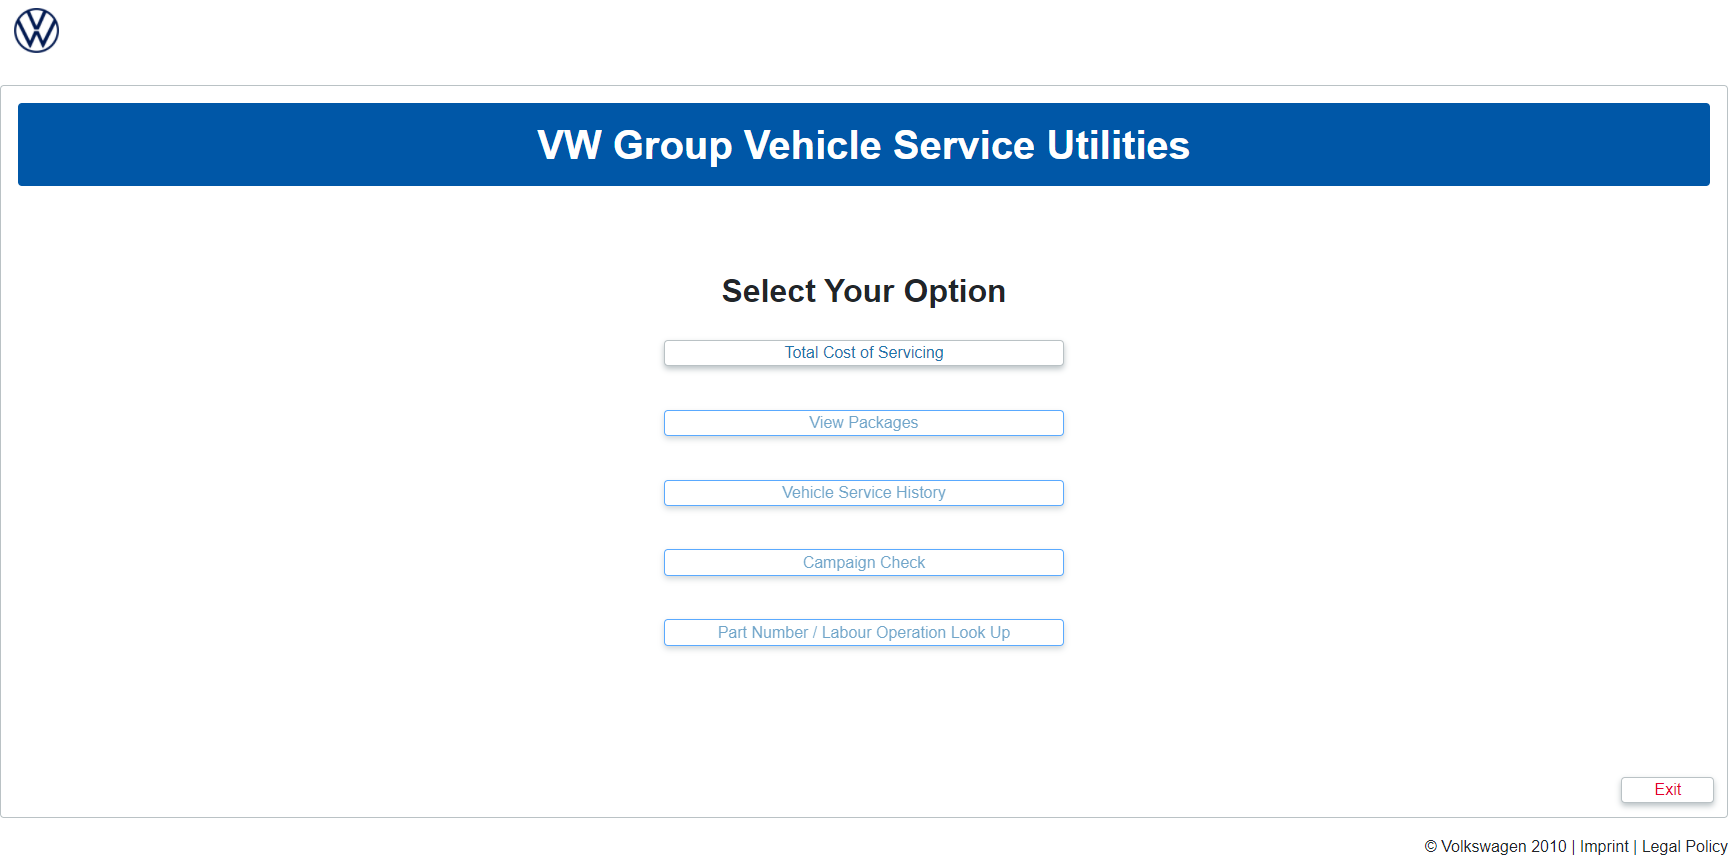 VW Group Vehicle Service Utilities
Select Your Option
Total Cost of Servicing
View Packages
Vehicle Service History
Campaign Check
Part Number / Labour Operation Look Up
Exit
© Volkswagen 2010 | Imprint | Legal Policy